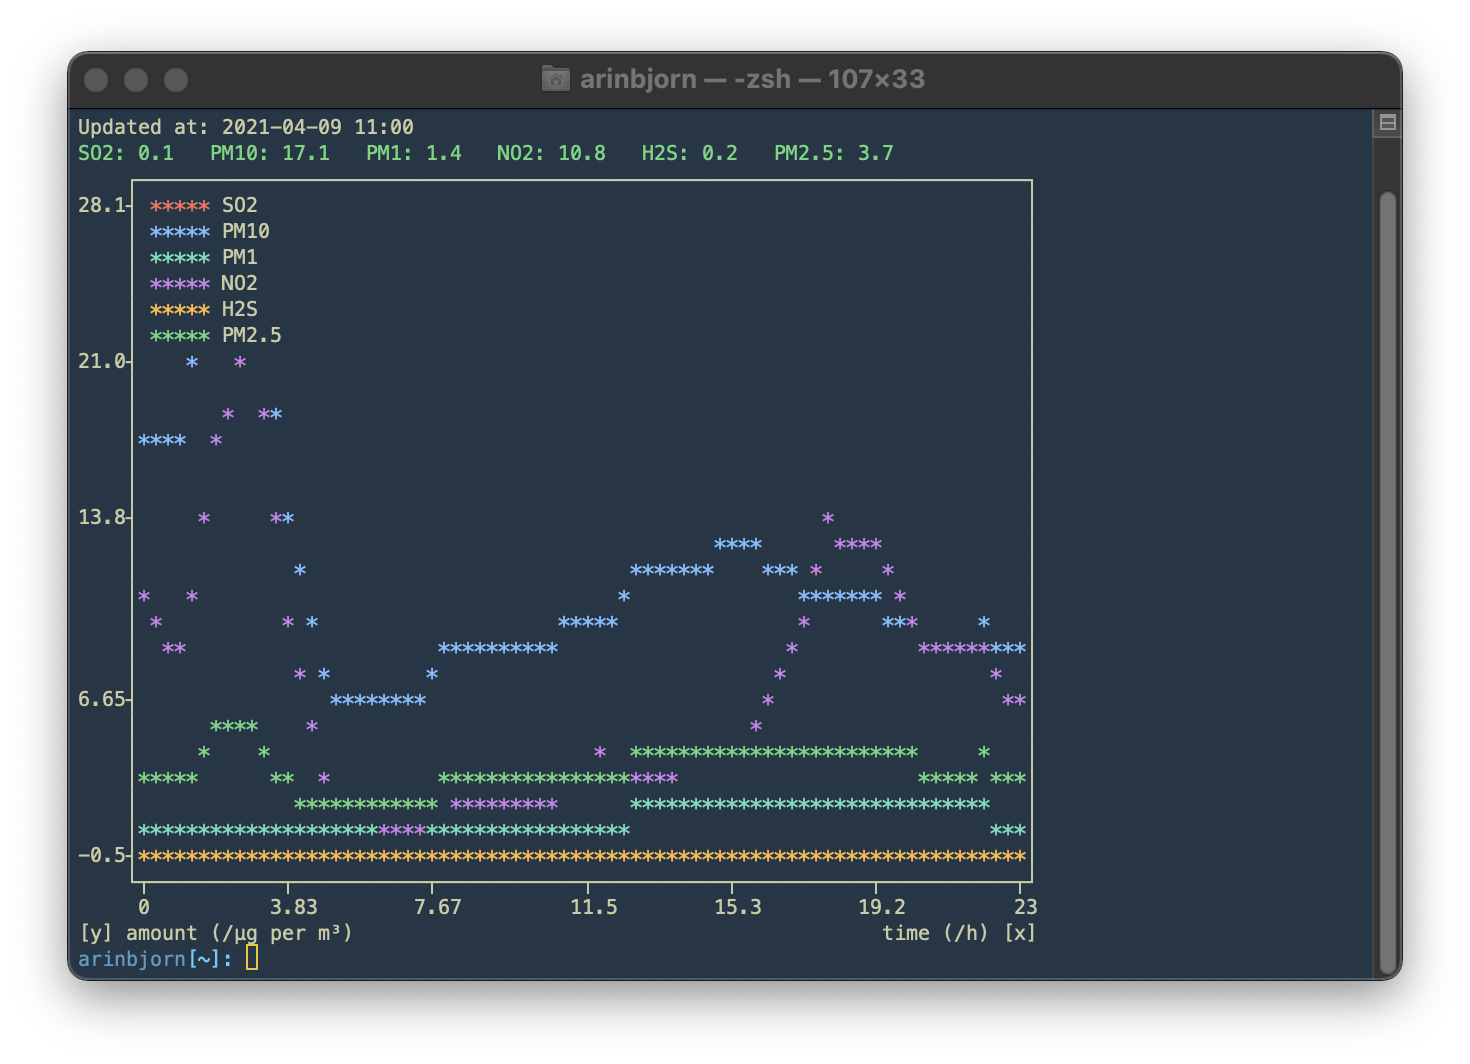 arinbjorn — -zsh — 107×33
Updated at: 2021-04-09 11:00
SO2: 0.1 PM10: 17.1 PM1: 1.4 NO2: 10.8 H2S: 0.2 PM2.5: 3.7
28.1 ***** SO2
***** PM10
***** PM1
***** NO2
***** H2S
***** PM2.5
21.0
13.8
6.65
-0.5
0 3.83 7.67 11.5 15.3 19.2 23
[y] amount (/µg per m³) time (/h) [x]
arinbjorn[~]: